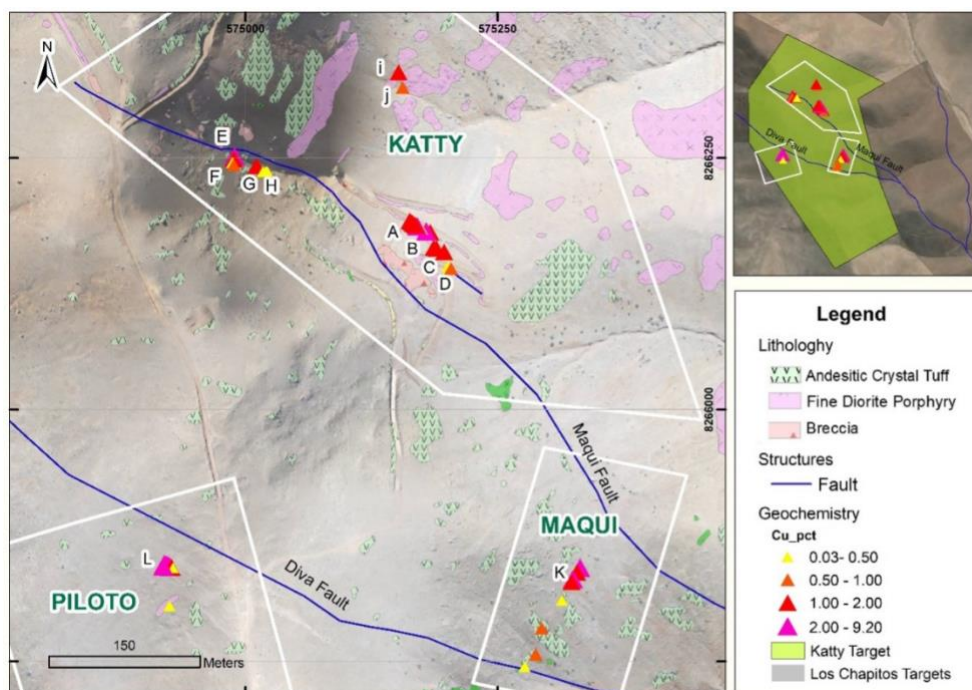 575000
575250
N
i
j
KATTY
E
F
G
H
8266250
A
B
C
D
8266000
Maqui Fault
MAQUI
K
L
Diva Fault
PILOTO
150
Meters
Diva Fault
Maqui Fault
Legend
Lithologhy
Andesitic Crystal Tuff
Fine Diorite Porphyry
Breccia
Structures
Fault
Geochemistry
Cu_pct
0.03- 0.50
0.50 - 1.00
1.00 - 2.00
2.00 - 9.20
Katty Target
Los Chapitos Targets